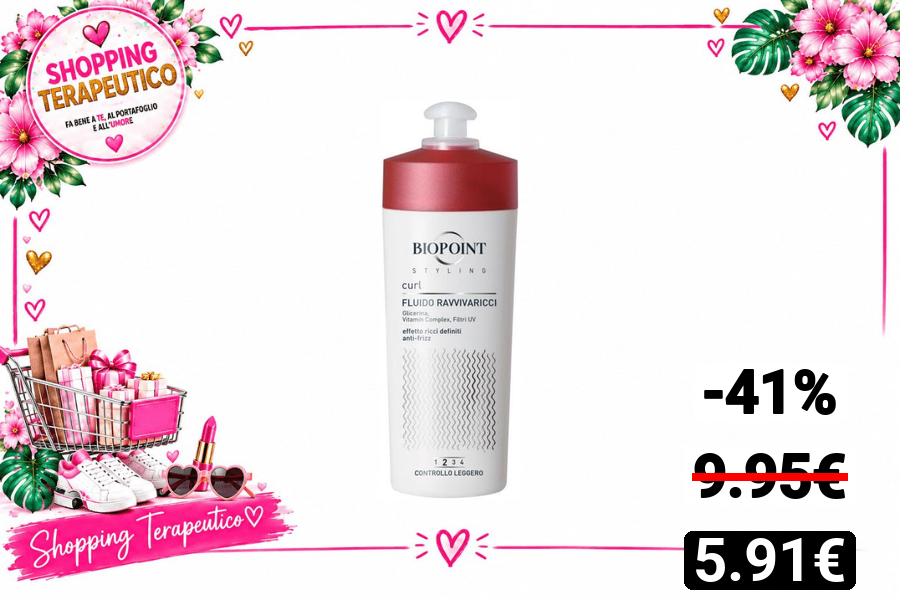 SHOPPING
TERAPEUTICO
FA BENE A TE, AL PORTAFOGLIO
E ALL'UMORE
BIOPOINT
STYLING
curl
FLUIDO RAVVIVARICCI
Glicerina,
Vitamin Complex, Filtri UV
effetto ricci definiti
anti-frizz
1 2 3 4
CONTROLLO LEGGERO
-41%
9.95€
5.91€
Shopping Terapeutico